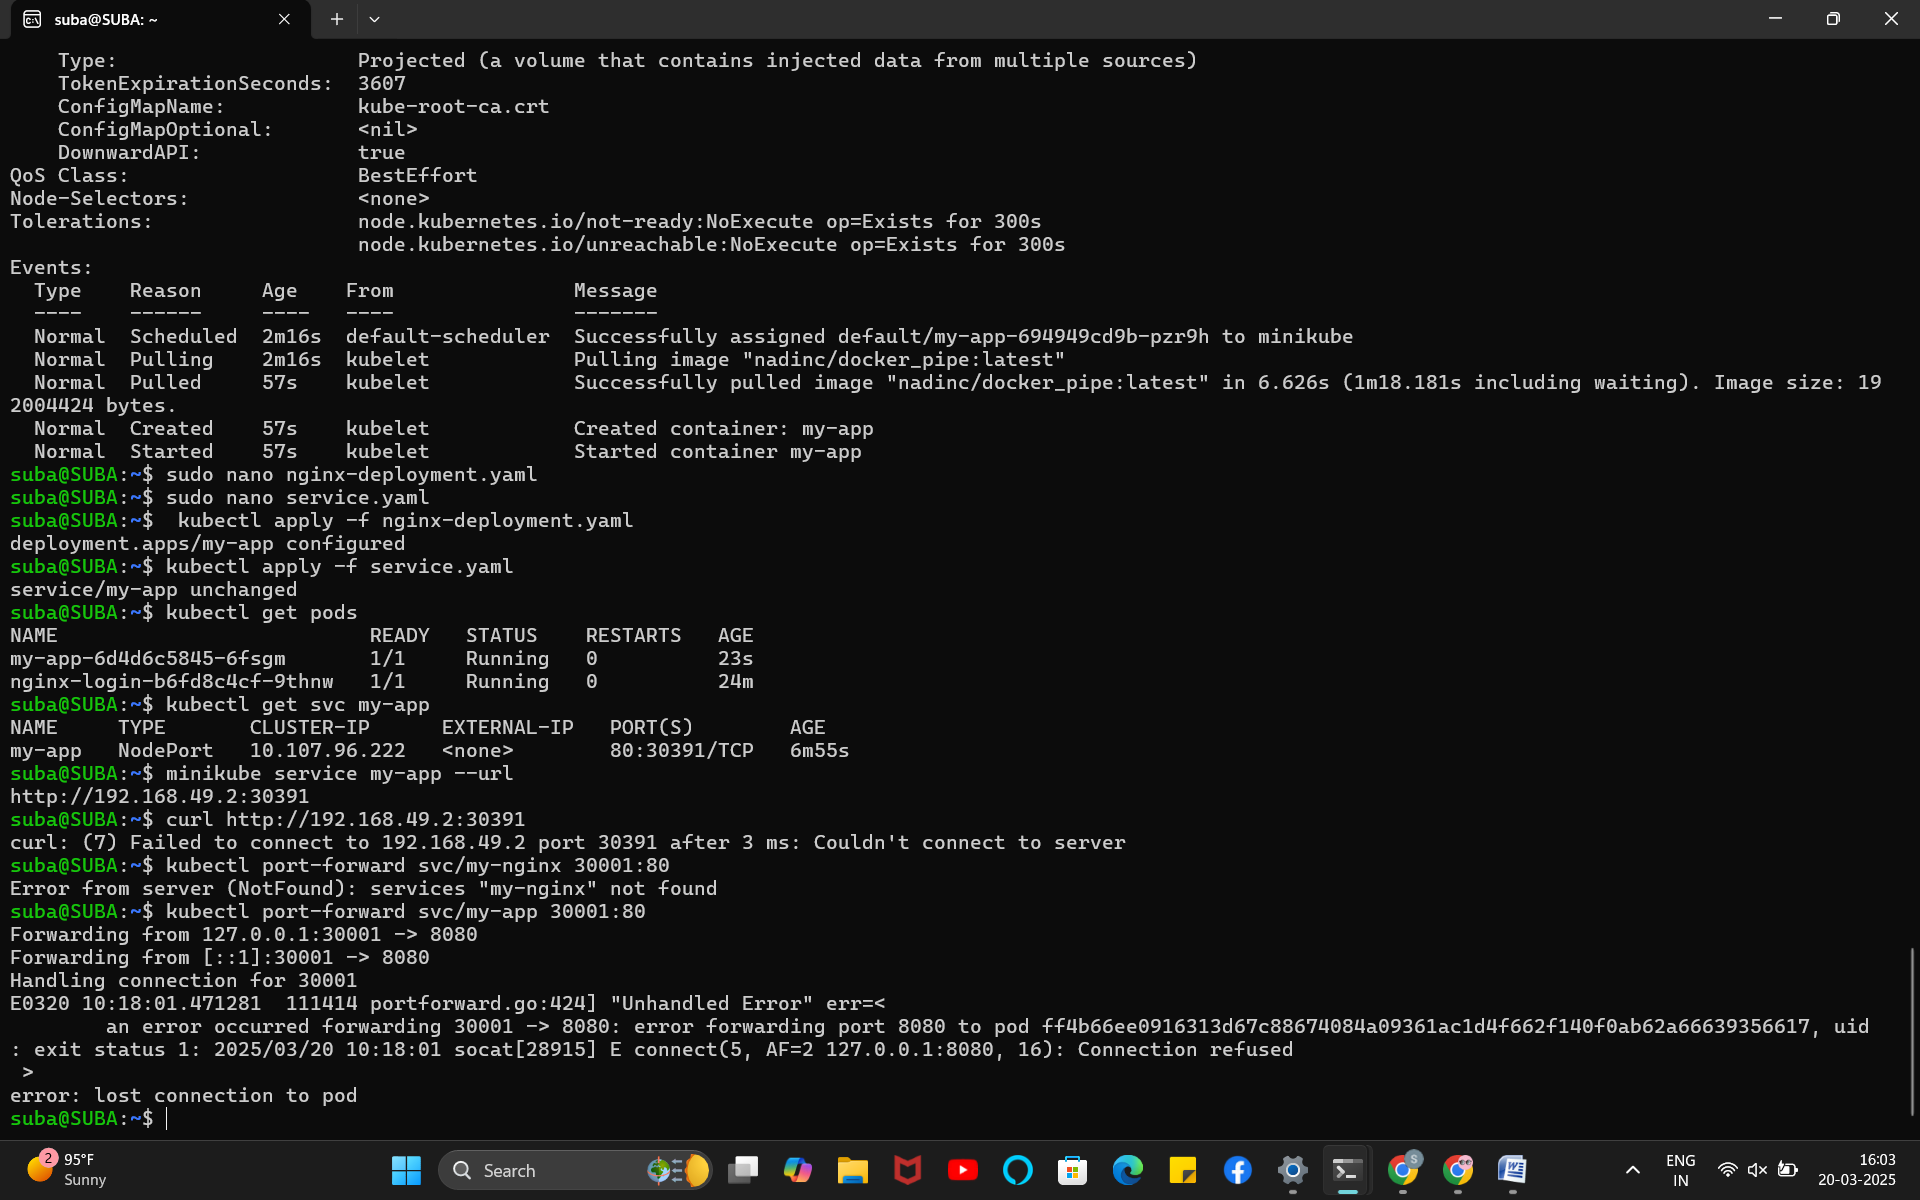 suba@SUBA: ~
Type: Projected (a volume that contains injected data from multiple sources)
TokenExpirationSeconds: 3607
ConfigMapName: kube-root-ca.crt
ConfigMapOptional: <nil>
DownwardAPI: true
QoS Class: BestEffort
Node-Selectors: <none>
Tolerations: node.kubernetes.io/not-ready:NoExecute op=Exists for 300s
node.kubernetes.io/unreachable:NoExecute op=Exists for 300s
Events:
Type Reason Age From Message
---- ------ ---- ---- -------
Normal Scheduled 2m16s default-scheduler Successfully assigned default/my-app-694949cd9b-pzr9h to minikube
Normal Pulling 2m16s kubelet Pulling image "nadinc/docker_pipe:latest"
Normal Pulled 57s kubelet Successfully pulled image "nadinc/docker_pipe:latest" in 6.626s (1m18.181s including waiting). Image size: 19
2004424 bytes.
Normal Created 57s kubelet Created container: my-app
Normal Started 57s kubelet Started container my-app
suba@SUBA:~$ sudo nano nginx-deployment.yaml
suba@SUBA:~$ sudo nano service.yaml
suba@SUBA:~$  kubectl apply -f nginx-deployment.yaml
deployment.apps/my-app configured
suba@SUBA:~$ kubectl apply -f service.yaml
service/my-app unchanged
suba@SUBA:~$ kubectl get pods
NAME READY STATUS RESTARTS AGE
my-app-6d4d6c5845-6fsgm 1/1 Running 0 23s
nginx-login-b6fd8c4cf-9thnw 1/1 Running 0 24m
suba@SUBA:~$ kubectl get svc my-app
NAME TYPE CLUSTER-IP EXTERNAL-IP PORT(S) AGE
my-app NodePort 10.107.96.222 <none> 80:30391/TCP 6m55s
suba@SUBA:~$ minikube service my-app --url
http://192.168.49.2:30391
suba@SUBA:~$ curl http://192.168.49.2:30391
curl: (7) Failed to connect to 192.168.49.2 port 30391 after 3 ms: Couldn't connect to server
suba@SUBA:~$ kubectl port-forward svc/my-nginx 30001:80
Error from server (NotFound): services "my-nginx" not found
suba@SUBA:~$ kubectl port-forward svc/my-app 30001:80
Forwarding from 127.0.0.1:30001 -> 8080
Forwarding from [::1]:30001 -> 8080
Handling connection for 30001
E0320 10:18:01.471281 111414 portforward.go:424] "Unhandled Error" err=<
an error occurred forwarding 30001 -> 8080: error forwarding port 8080 to pod ff4b66ee0916313d67c88674084a09361ac1d4f662f140f0ab62a66639356617, uid
: exit status 1: 2025/03/20 10:18:01 socat[28915] E connect(5, AF=2 127.0.0.1:8080, 16): Connection refused
>
error: lost connection to pod
suba@SUBA:~$
2
95°F
Sunny
Search
S
ENG
IN
16:03
20-03-2025